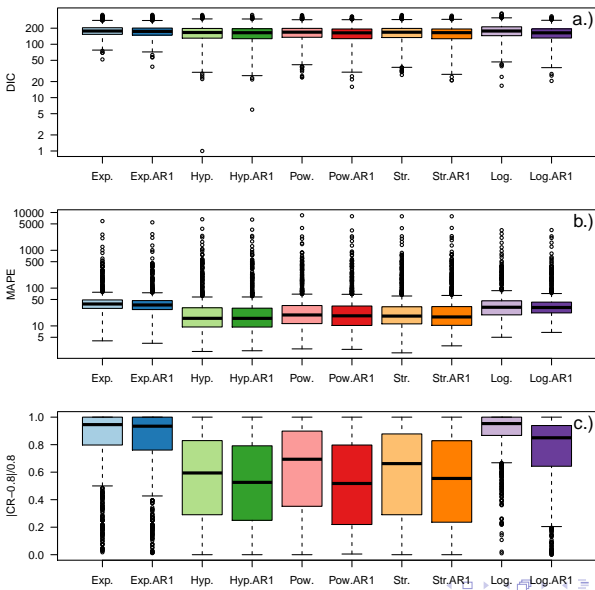 a.)
DIC
200
100
50
20
10
5
2
1
Exp. Exp.AR1 Hyp. Hyp.AR1 Pow. Pow.AR1 Str. Str.AR1 Log. Log.AR1
b.)
MAPE
10000
5000
1000
500
100
50
10
5
Exp. Exp.AR1 Hyp. Hyp.AR1 Pow. Pow.AR1 Str. Str.AR1 Log. Log.AR1
c.)
|CR−0.8|/0.8
1.0
0.8
0.6
0.4
0.2
0.0
Exp. Exp.AR1 Hyp. Hyp.AR1 Pow. Pow.AR1 Str. Str.AR1 Log. Log.AR1